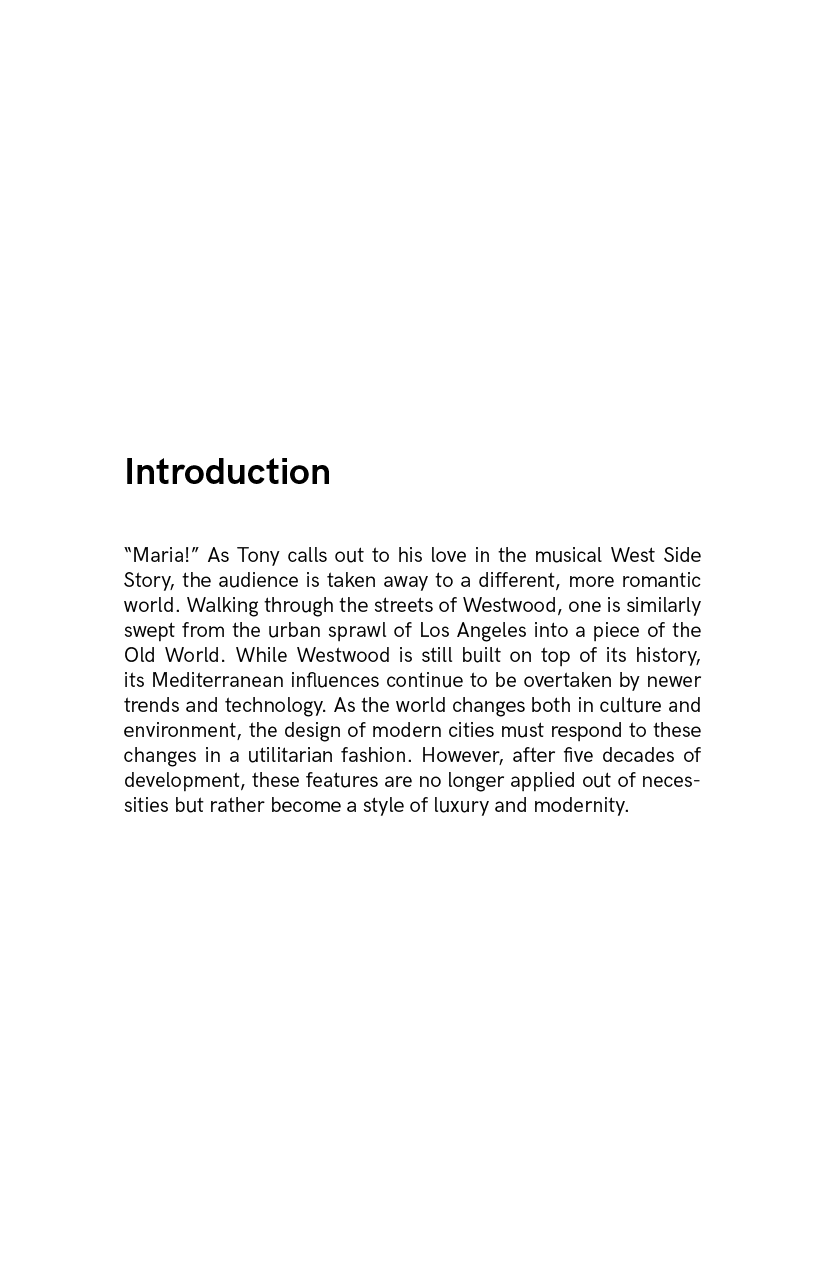 Introduction
“Maria!” As Tony calls out to his love in the musical West Side
Story, the audience is taken away to a different, more romantic
world. Walking through the streets of Westwood, one is similarly
swept from the urban sprawl of Los Angeles into a piece of the
Old World. While Westwood is still built on top of its history,
its Mediterranean influences continue to be overtaken by newer
trends and technology. As the world changes both in culture and
environment, the design of modern cities must respond to these
changes in a utilitarian fashion. However, after five decades of
development, these features are no longer applied out of neces-
sities but rather become a style of luxury and modernity.